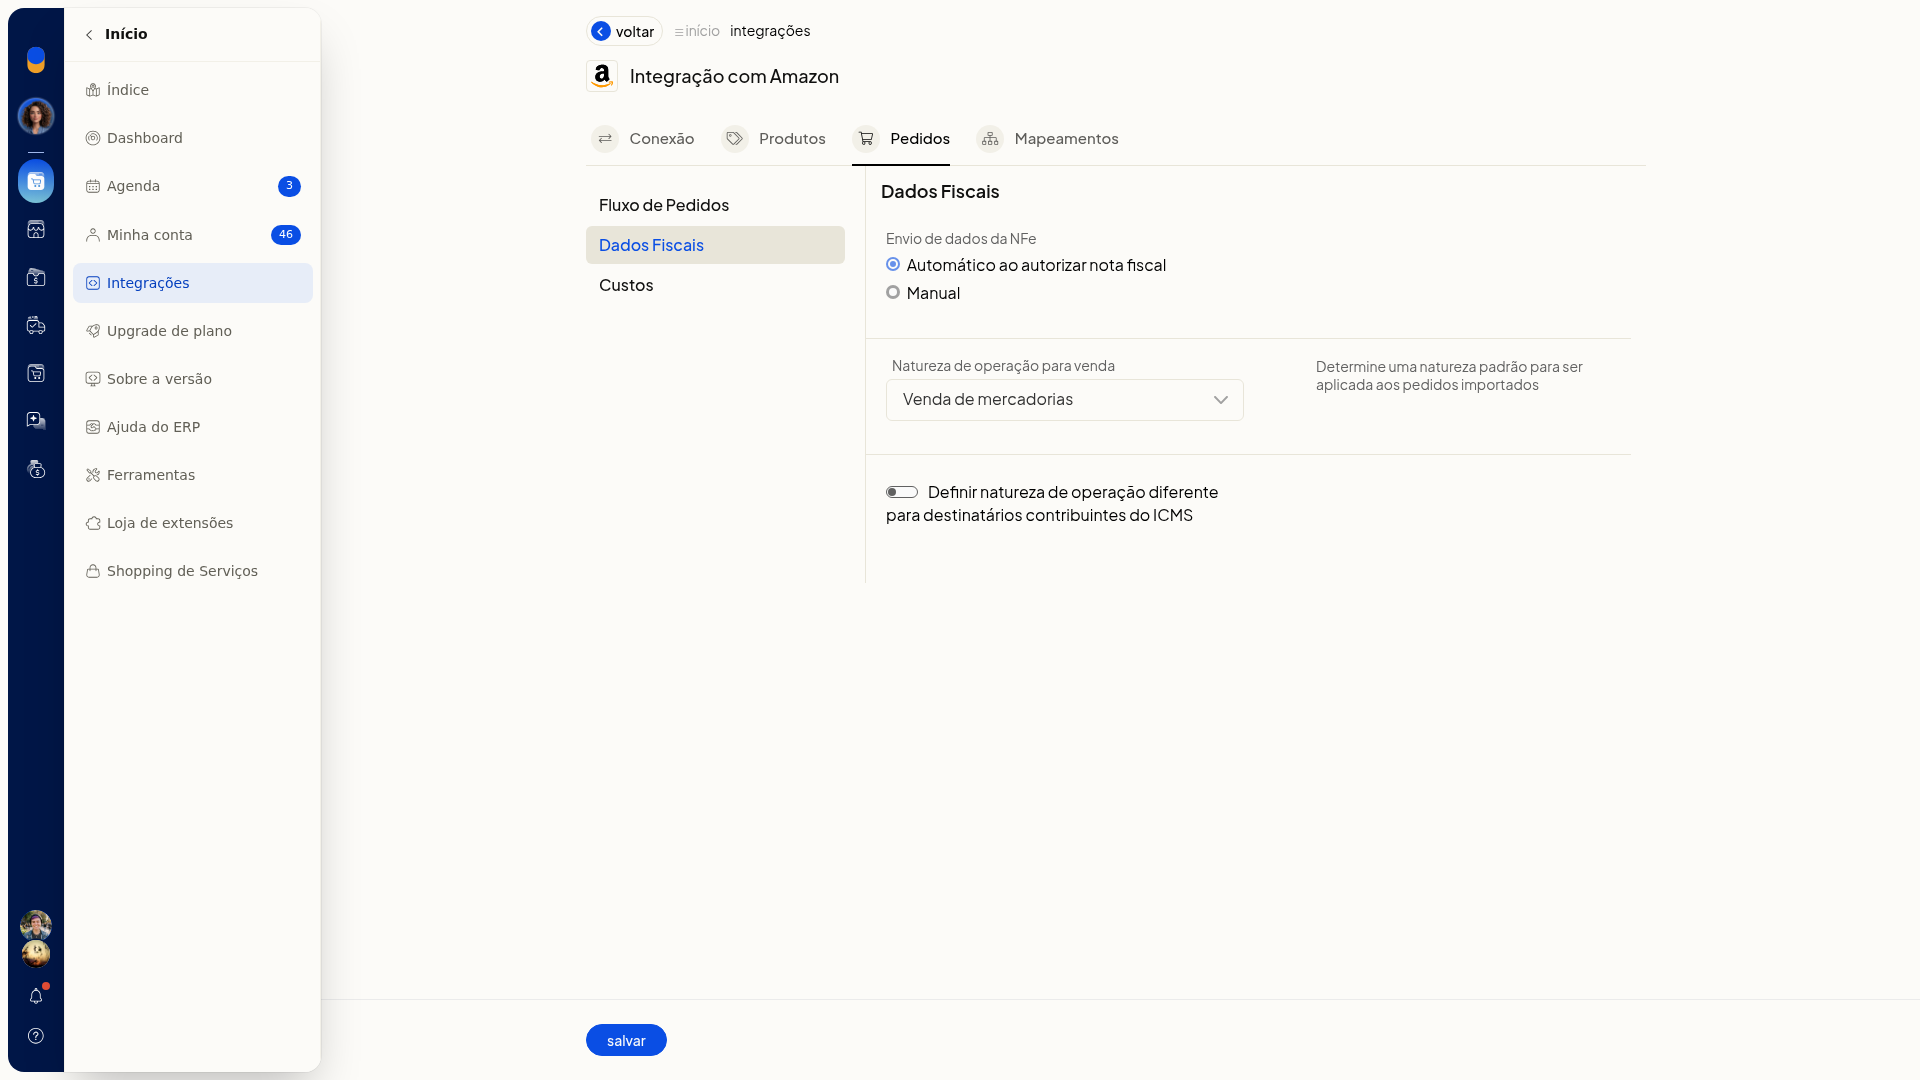 Início
Índice
Dashboard
Agenda 3
Minha conta 46
Integrações
Upgrade de plano
Sobre a versão
Ajuda do ERP
Ferramentas
Loja de extensões
Shopping de Serviços
voltar início integrações
Integração com Amazon
Conexão Produtos Pedidos Mapeamentos
Fluxo de Pedidos
Dados Fiscais
Custos
Dados Fiscais
Envio de dados da NFe
Automático ao autorizar nota fiscal
Manual
Natureza de operação para venda
Venda de mercadorias
Determine uma natureza padrão para ser
aplicada aos pedidos importados
Definir natureza de operação diferente
para destinatários contribuintes do ICMS
salvar